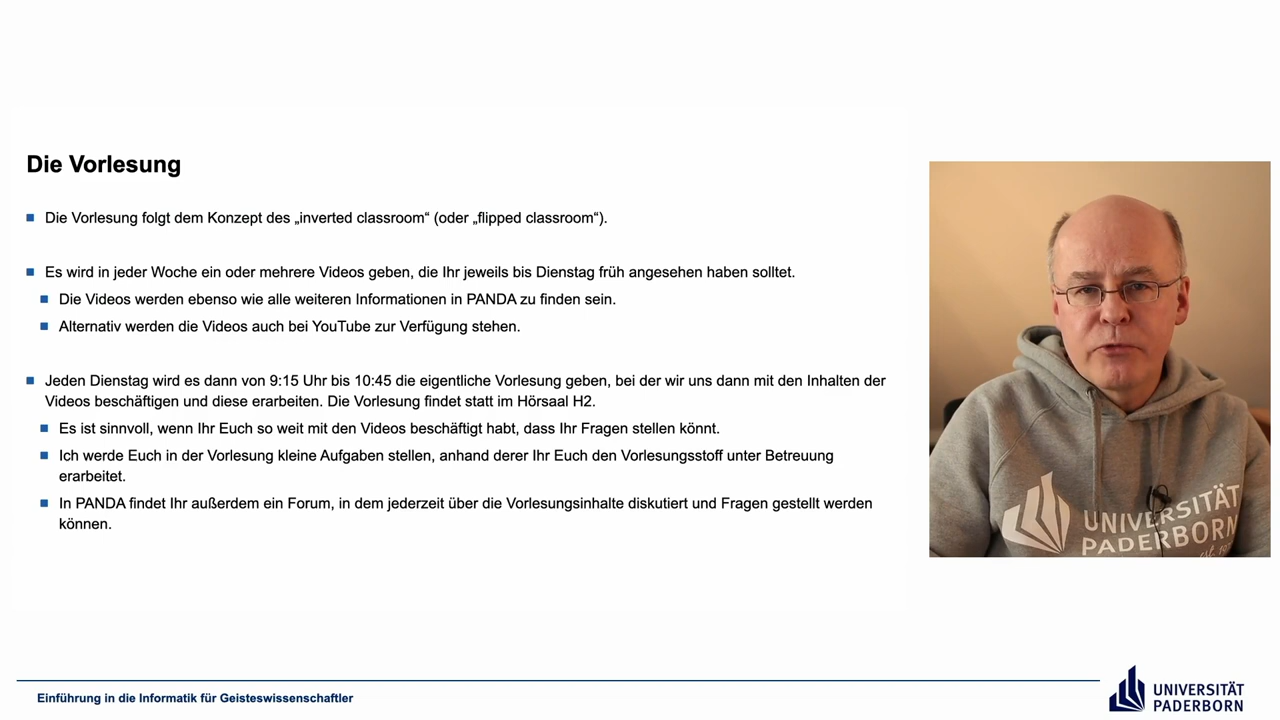 Die Vorlesung
Die Vorlesung folgt dem Konzept des „inverted classroom“ (oder „flipped classroom“).
Es wird in jeder Woche ein oder mehrere Videos geben, die Ihr jeweils bis Dienstag früh angesehen haben solltet.
Die Videos werden ebenso wie alle weiteren Informationen in PANDA zu finden sein.
Alternativ werden die Videos auch bei YouTube zur Verfügung stehen.
Jeden Dienstag wird es dann von 9:15 Uhr bis 10:45 die eigentliche Vorlesung geben, bei der wir uns dann mit den Inhalten der
Videos beschäftigen und diese erarbeiten. Die Vorlesung findet statt im Hörsaal H2.
Es ist sinnvoll, wenn Ihr Euch so weit mit den Videos beschäftigt habt, dass Ihr Fragen stellen könnt.
Ich werde Euch in der Vorlesung kleine Aufgaben stellen, anhand derer Ihr Euch den Vorlesungsstoff unter Betreuung
erarbeitet.
In PANDA findet Ihr außerdem ein Forum, in dem jederzeit über die Vorlesungsinhalte diskutiert und Fragen gestellt werden
können.
UNIVERSITÄT
PADERBORN
est.
Einführung in die Informatik für Geisteswissenschaftler
UNIVERSITÄT
PADERBORN